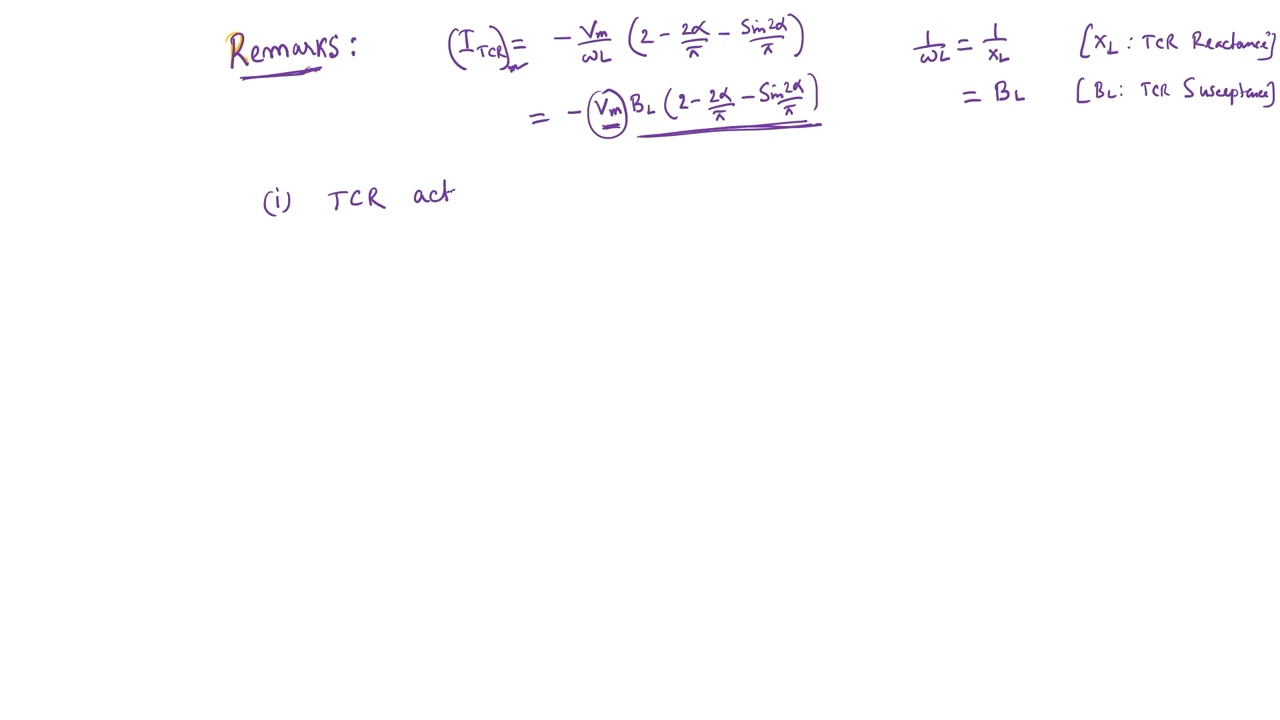 Remarks: (I_TCR) = - Vm/ωL (2 - 2α/π - Sin2α/π) 1/ωL = 1/X_L [X_L : TCR Reactance]
= - Vm B_L (2 - 2α/π - Sin2α/π) = B_L [B_L: TCR Susceptance]
(i) TCR act